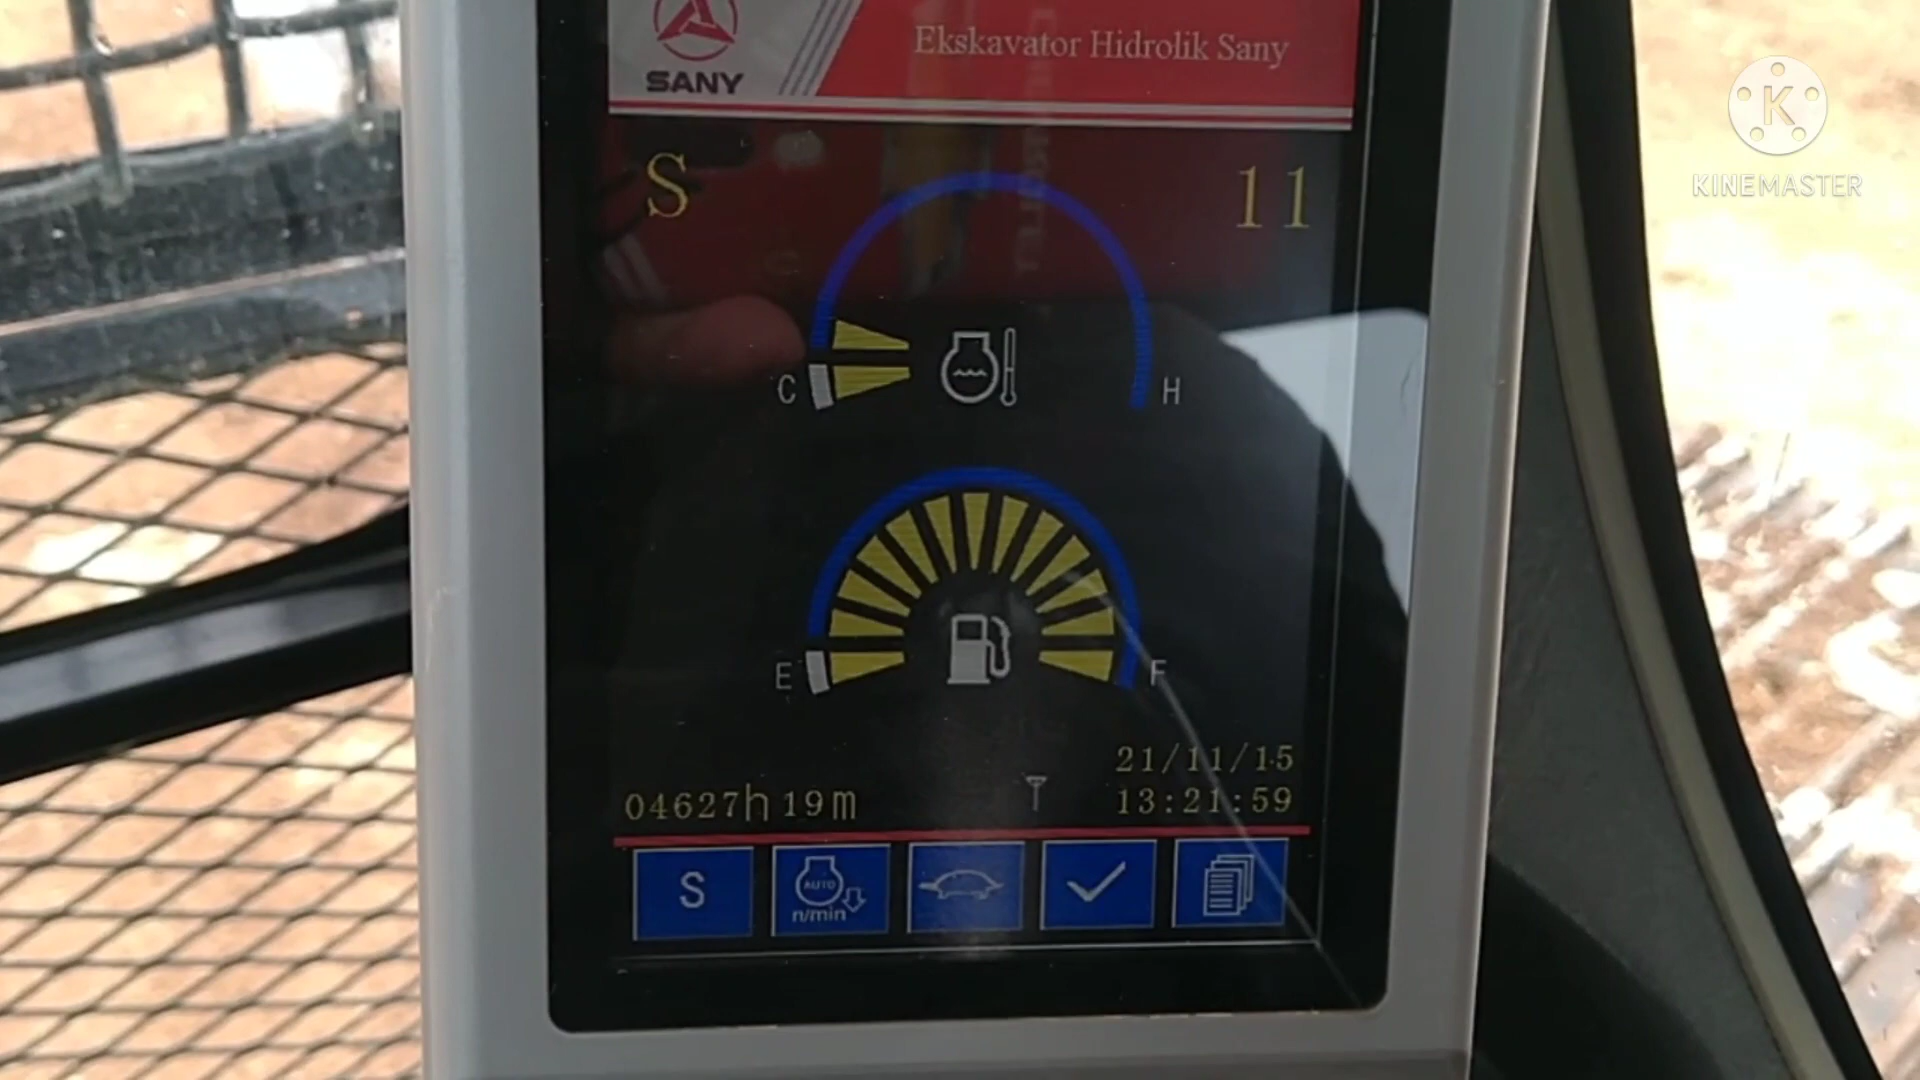 SANY
Ekskavator Hidrolik Sany
S
11
KINEMASTER
C
H
E
F
21/11/15
04627h 19m
13:21:59
S
AUTO
n/min